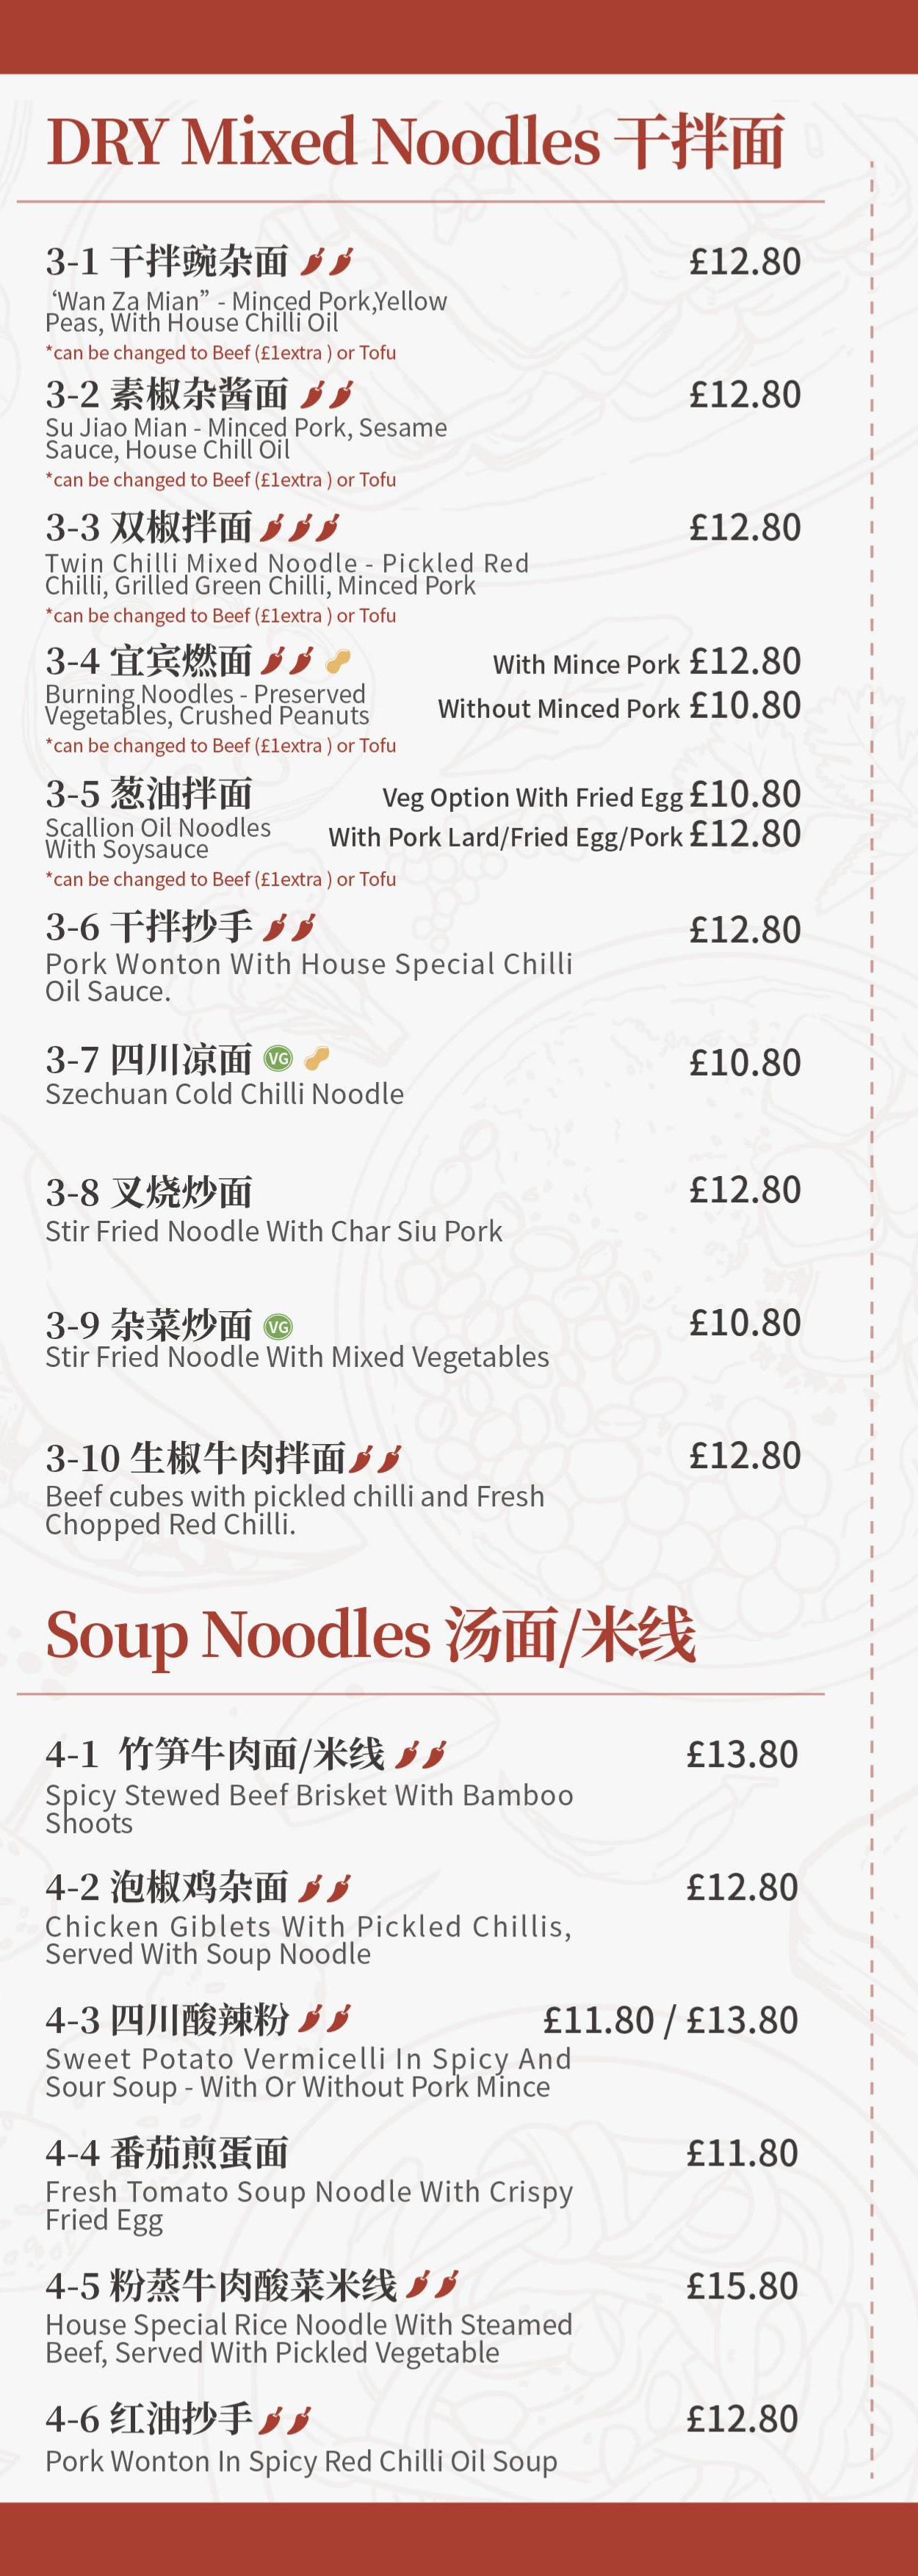 DRY Mixed Noodles 干拌面
3-1 干拌豌杂面
£12.80
‘Wan Za Mian” - Minced Pork,Yellow
Peas, With House Chilli Oil
*can be changed to Beef (£1extra ) or Tofu
3-2 素椒杂酱面
£12.80
Su Jiao Mian - Minced Pork, Sesame
Sauce, House Chill Oil
*can be changed to Beef (£1extra ) or Tofu
3-3 双椒拌面
£12.80
Twin Chilli Mixed Noodle - Pickled Red
Chilli, Grilled Green Chilli, Minced Pork
*can be changed to Beef (£1extra ) or Tofu
3-4 宜宾燃面
With Mince Pork £12.80
Burning Noodles - Preserved
Vegetables, Crushed Peanuts
Without Minced Pork £10.80
*can be changed to Beef (£1extra ) or Tofu
3-5 葱油拌面
Veg Option With Fried Egg £10.80
Scallion Oil Noodles
With Soysauce
With Pork Lard/Fried Egg/Pork £12.80
*can be changed to Beef (£1extra ) or Tofu
3-6 干拌抄手
£12.80
Pork Wonton With House Special Chilli
Oil Sauce.
3-7 四川凉面 VG
£10.80
Szechuan Cold Chilli Noodle
3-8 叉烧炒面
£12.80
Stir Fried Noodle With Char Siu Pork
3-9 杂菜炒面 VG
£10.80
Stir Fried Noodle With Mixed Vegetables
3-10 生椒牛肉拌面
£12.80
Beef cubes with pickled chilli and Fresh
Chopped Red Chilli.
Soup Noodles 汤面/米线
4-1 竹笋牛肉面/米线
£13.80
Spicy Stewed Beef Brisket With Bamboo
Shoots
4-2 泡椒鸡杂面
£12.80
Chicken Giblets With Pickled Chillis,
Served With Soup Noodle
4-3 四川酸辣粉
£11.80 / £13.80
Sweet Potato Vermicelli In Spicy And
Sour Soup - With Or Without Pork Mince
4-4 番茄煎蛋面
£11.80
Fresh Tomato Soup Noodle With Crispy
Fried Egg
4-5 粉蒸牛肉酸菜米线
£15.80
House Special Rice Noodle With Steamed
Beef, Served With Pickled Vegetable
4-6 红油抄手
£12.80
Pork Wonton In Spicy Red Chilli Oil Soup